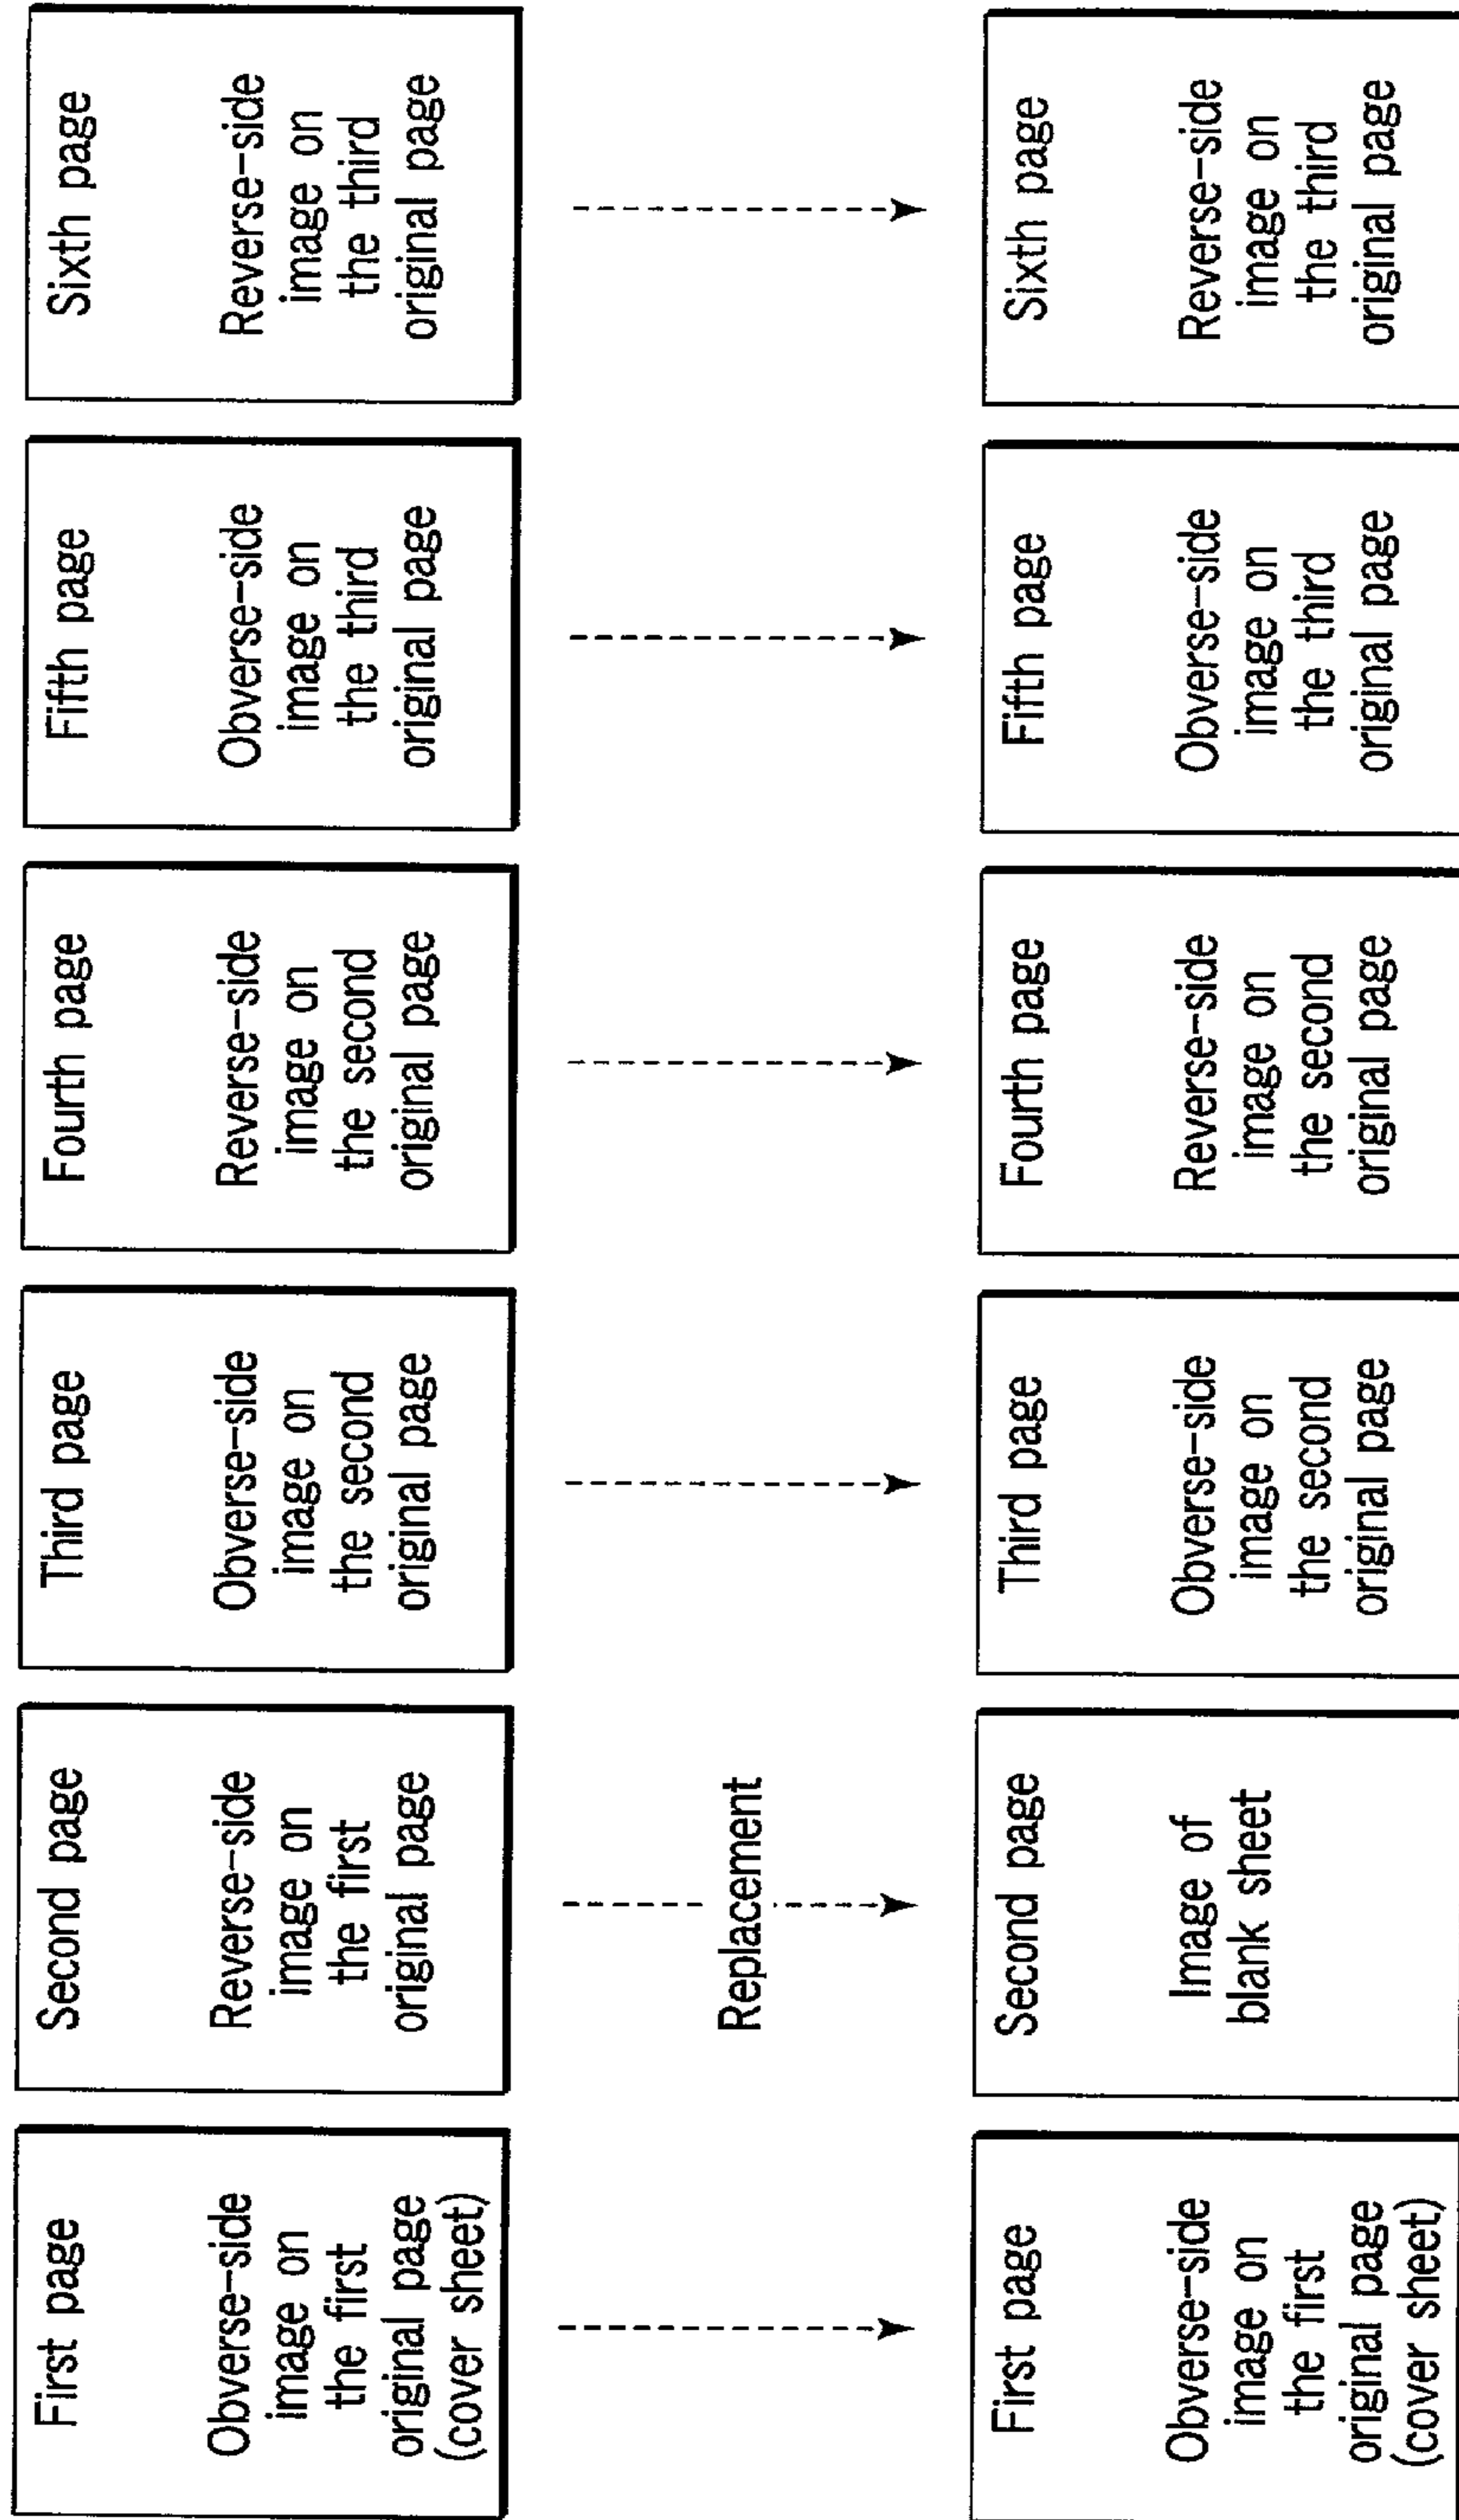 First page
Obverse-side
image on
the first
original page
(cover sheet)
Second page
Reverse-side
image on
the first
original page
Third page
Obverse-side
image on
the second
original page
Fourth page
Reverse-side
image on
the second
original page
Fifth page
Obverse-side
image on
the third
original page
Sixth page
Reverse-side
image on
the third
original page
Replacement
First page
Obverse-side
image on
the first
original page
(cover sheet)
Second page
Image of
blank sheet
Third page
Obverse-side
image on
the second
original page
Fourth page
Reverse-side
image on
the second
original page
Fifth page
Obverse-side
image on
the third
original page
Sixth page
Reverse-side
image on
the third
original page